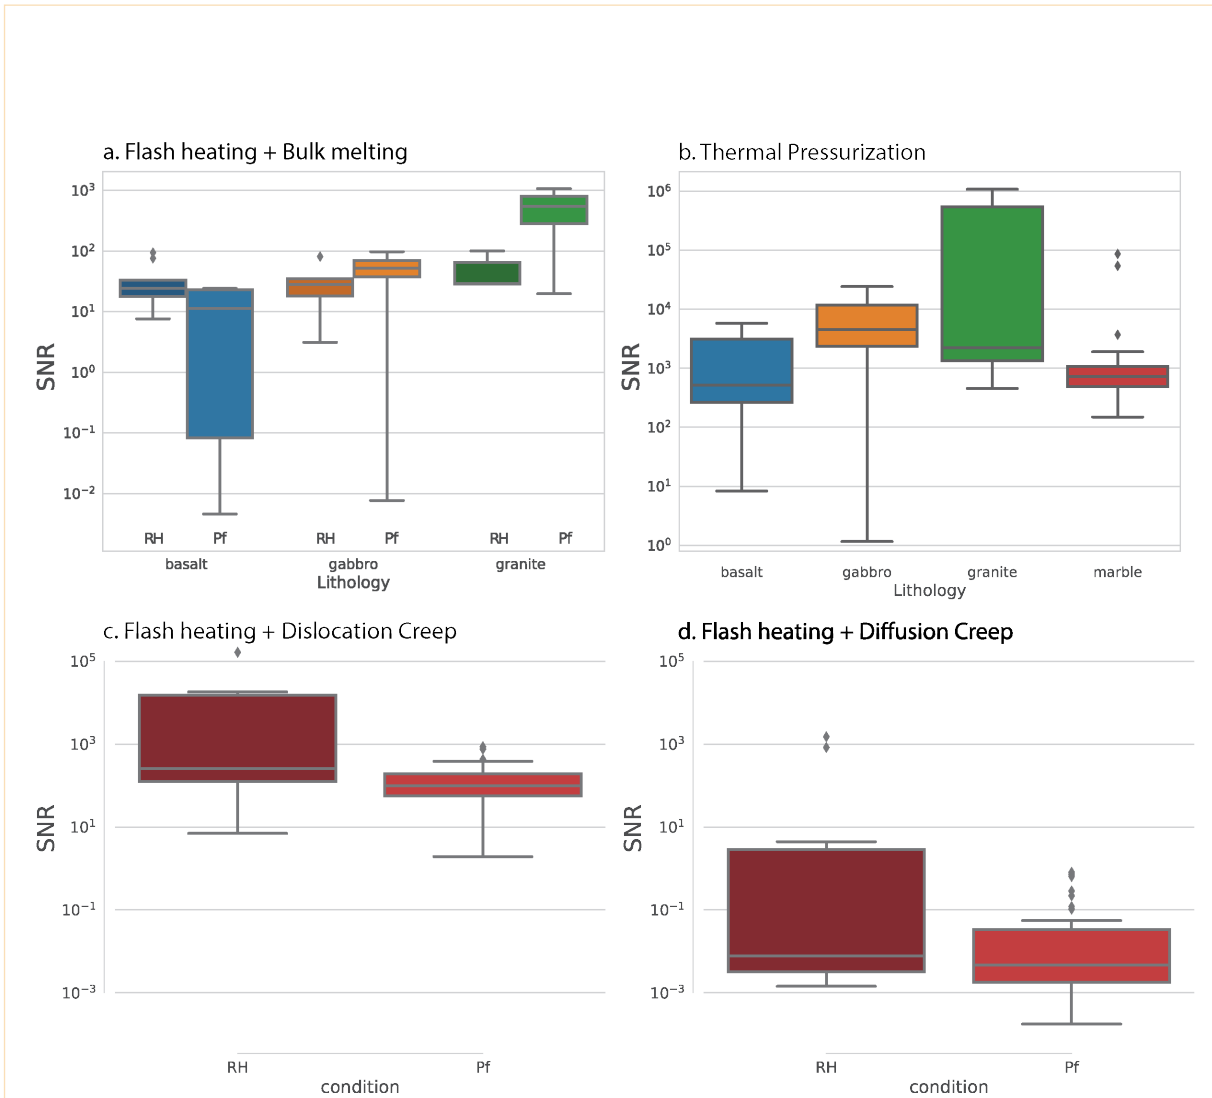 a. Flash heating + Bulk melting
10³
10²
10¹
10⁰
10⁻¹
10⁻²
SNR
RH Pf RH Pf RH Pf
basalt gabbro granite
Lithology
b. Thermal Pressurization
10⁶
10⁵
10⁴
10³
10²
10¹
10⁰
SNR
basalt gabbro granite marble
Lithology
c. Flash heating + Dislocation Creep
10⁵
10³
10¹
10⁻¹
10⁻³
SNR
RH Pf
condition
d. Flash heating + Diffusion Creep
10⁵
10³
10¹
10⁻¹
10⁻³
SNR
RH Pf
condition